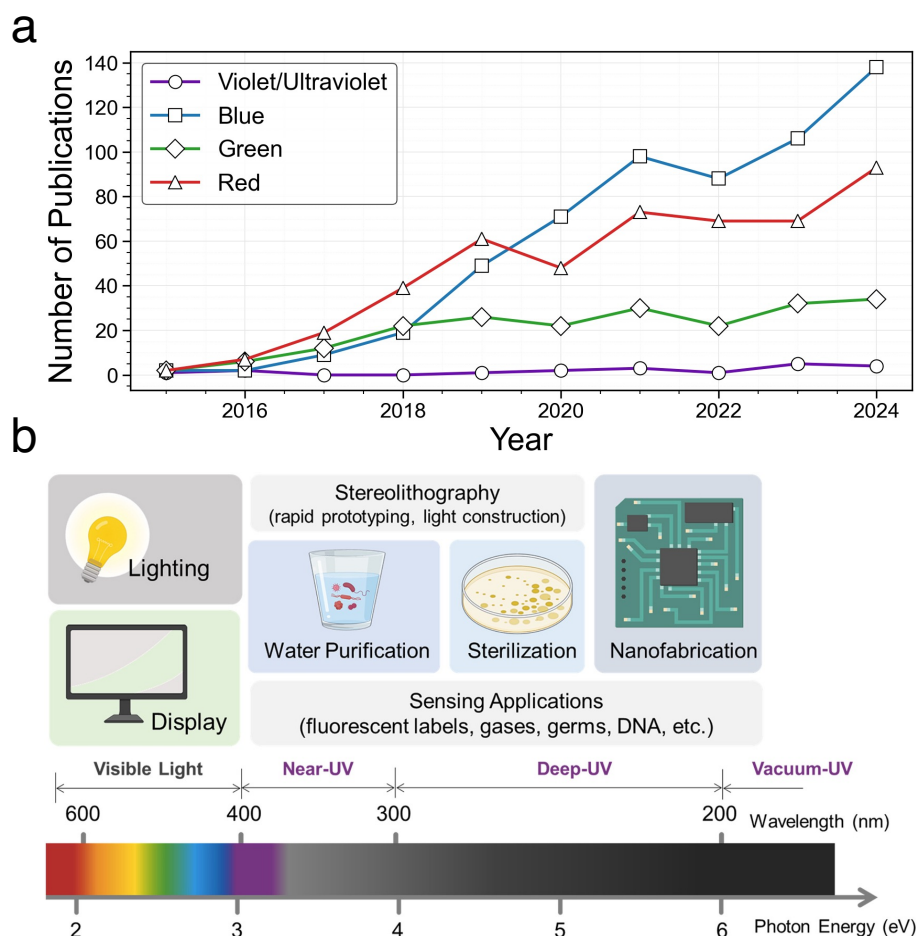 a
Number of Publications
140
120
100
80
60
40
20
0
Violet/Ultraviolet
Blue
Green
Red
2016 2018 2020 2022 2024
Year
b
Lighting
Stereolithography
(rapid prototyping, light construction)
Water Purification
Sterilization
Nanofabrication
Display
Sensing Applications
(fluorescent labels, gases, germs, DNA, etc.)
Visible Light Near-UV Deep-UV Vacuum-UV
600 400 300 200 Wavelength (nm)
2 3 4 5 6 Photon Energy (eV)